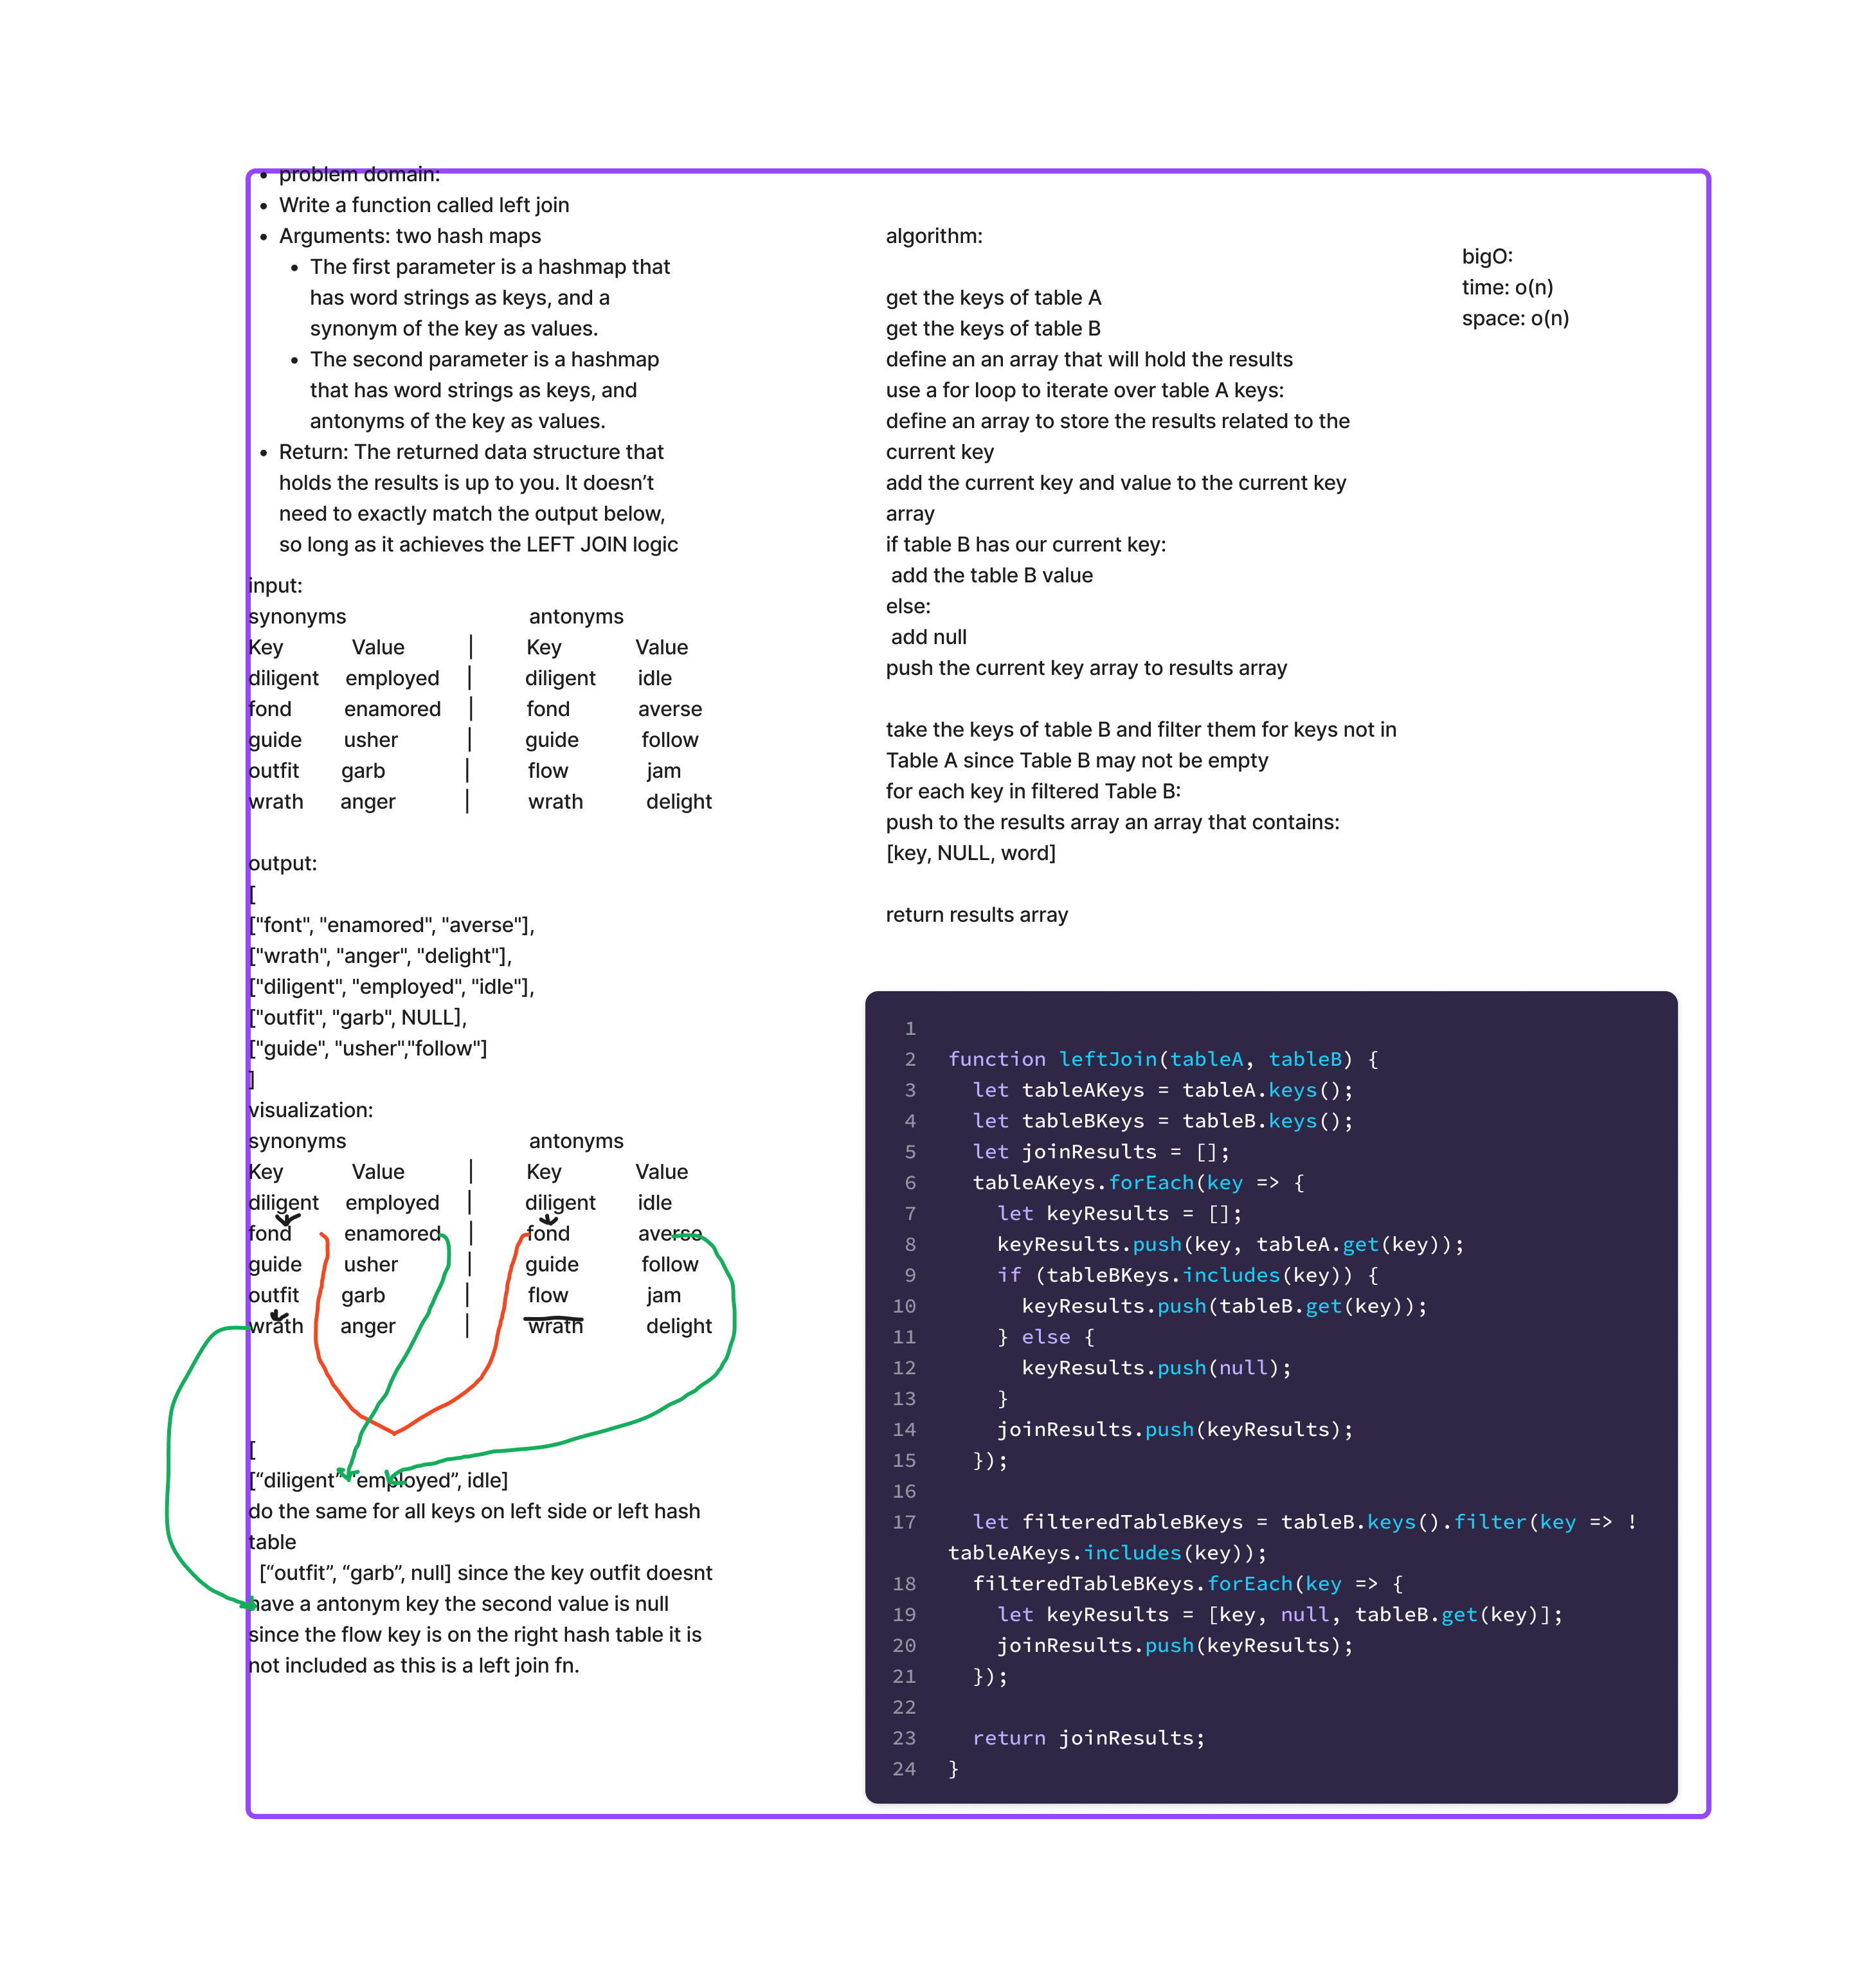 problem domain:
Write a function called left join
Arguments: two hash maps
The first parameter is a hashmap that
has word strings as keys, and a
synonym of the key as values.
The second parameter is a hashmap
that has word strings as keys, and
antonyms of the key as values.
Return: The returned data structure that
holds the results is up to you. It doesn’t
need to exactly match the output below,
so long as it achieves the LEFT JOIN logic
input:
synonyms antonyms
Key Value | Key Value
diligent employed | diligent idle
fond enamored | fond averse
guide usher | guide follow
outfit garb | flow jam
wrath anger | wrath delight
output:
[
["font", "enamored", "averse"],
["wrath", "anger", "delight"],
["diligent", "employed", "idle"],
["outfit", "garb", NULL],
["guide", "usher","follow"]
]
visualization:
synonyms antonyms
Key Value | Key Value
diligent employed | diligent idle
fond enamored | fond averse
guide usher | guide follow
outfit garb | flow jam
wrath anger | wrath delight
[
[“diligent” “employed”, idle]
do the same for all keys on left side or left hash
table
[“outfit”, “garb”, null] since the key outfit doesnt
have a antonym key the second value is null
since the flow key is on the right hash table it is
not included as this is a left join fn.
algorithm:
get the keys of table A
get the keys of table B
define an an array that will hold the results
use a for loop to iterate over table A keys:
define an array to store the results related to the
current key
add the current key and value to the current key
array
if table B has our current key:
add the table B value
else:
add null
push the current key array to results array
take the keys of table B and filter them for keys not in
Table A since Table B may not be empty
for each key in filtered Table B:
push to the results array an array that contains:
[key, NULL, word]
return results array
bigO:
time: o(n)
space: o(n)
1
2 function leftJoin(tableA, tableB) {
3 let tableAKeys = tableA.keys();
4 let tableBKeys = tableB.keys();
5 let joinResults = [];
6 tableAKeys.forEach(key => {
7 let keyResults = [];
8 keyResults.push(key, tableA.get(key));
9 if (tableBKeys.includes(key)) {
10 keyResults.push(tableB.get(key));
11 } else {
12 keyResults.push(null);
13 }
14 joinResults.push(keyResults);
15 });
16
17 let filteredTableBKeys = tableB.keys().filter(key => !
tableAKeys.includes(key));
18 filteredTableBKeys.forEach(key => {
19 let keyResults = [key, null, tableB.get(key)];
20 joinResults.push(keyResults);
21 });
22
23 return joinResults;
24 }